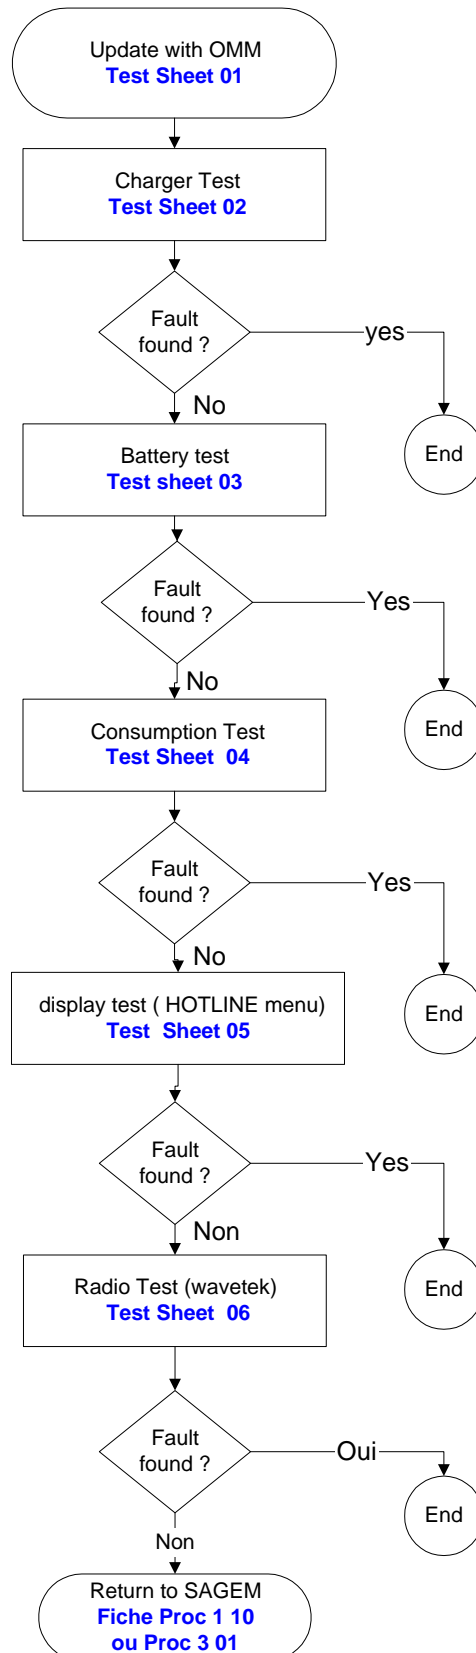 Update with OMM
Test Sheet 01
Charger Test
Test Sheet 02
Fault
found ?
yes
No
End
Battery test
Test sheet 03
Fault
found ?
Yes
No
End
Consumption Test
Test Sheet 04
Fault
found ?
Yes
No
End
display test ( HOTLINE menu)
Test Sheet 05
Fault
found ?
Yes
Non
End
Radio Test (wavetek)
Test Sheet 06
Fault
found ?
Oui
End
Non
Return to SAGEM
Fiche Proc 1 10
ou Proc 3 01